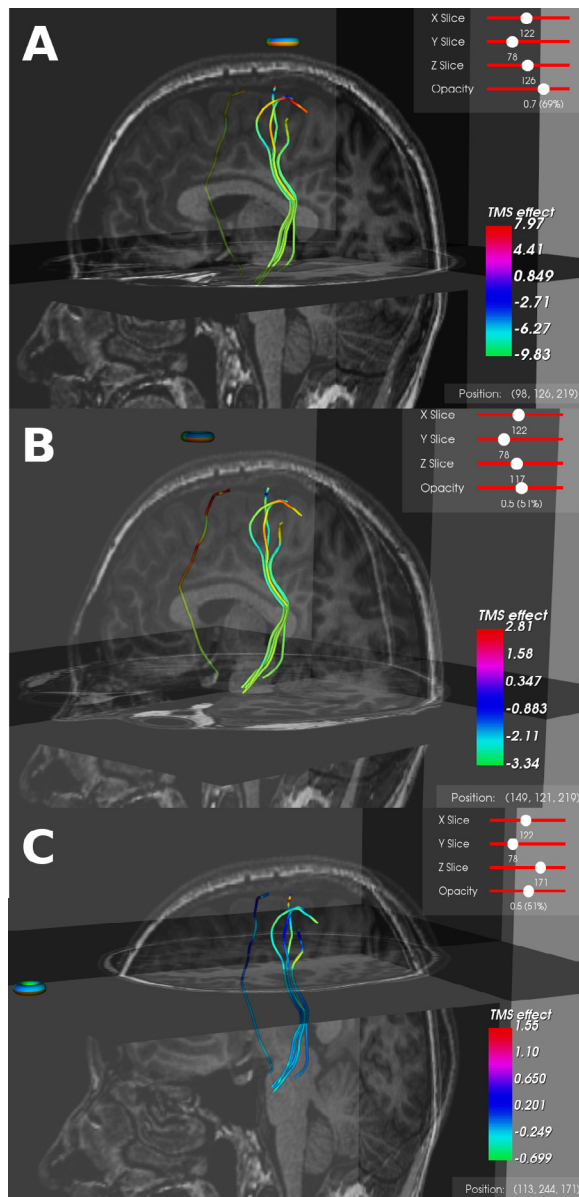 A
X Slice
122
Y Slice
78
Z Slice
126
Opacity
0.7 (69%)
TMS effect
7.97
4.41
0.849
-2.71
-6.27
-9.83
Position: (98, 126, 219)
B
X Slice
122
Y Slice
78
Z Slice
117
Opacity
0.5 (51%)
TMS effect
2.81
1.58
0.347
-0.883
-2.11
-3.34
Position: (149, 121, 219)
C
X Slice
122
Y Slice
78
Z Slice
171
Opacity
0.5 (51%)
TMS effect
1.55
1.10
0.650
0.201
-0.249
-0.699
Position: (113, 244, 171)